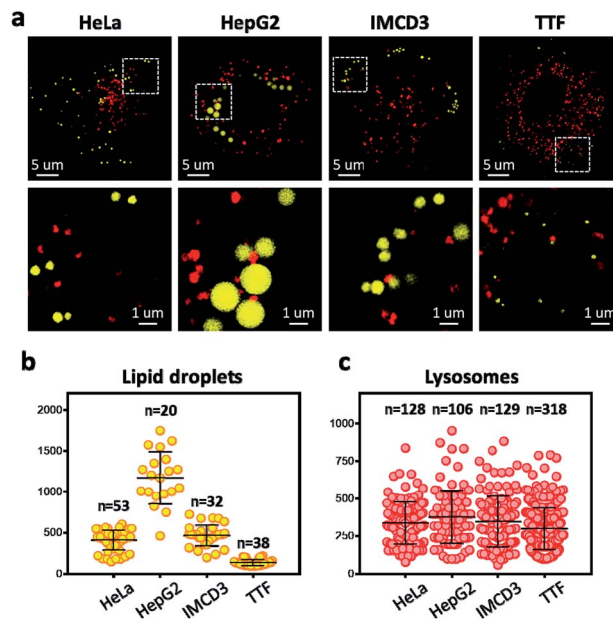 a
HeLa HepG2 IMCD3 TTF
5 um 5 um 5 um 5 um
1 um 1 um 1 um 1 um
b
Lipid droplets
2000
1500
1000
500
0
n=53
n=20
n=32
n=38
HeLa HepG2 IMCD3 TTF
c
Lysosomes
1000
750
500
250
0
n=128 n=106 n=129 n=318
HeLa HepG2 IMCD3 TTF